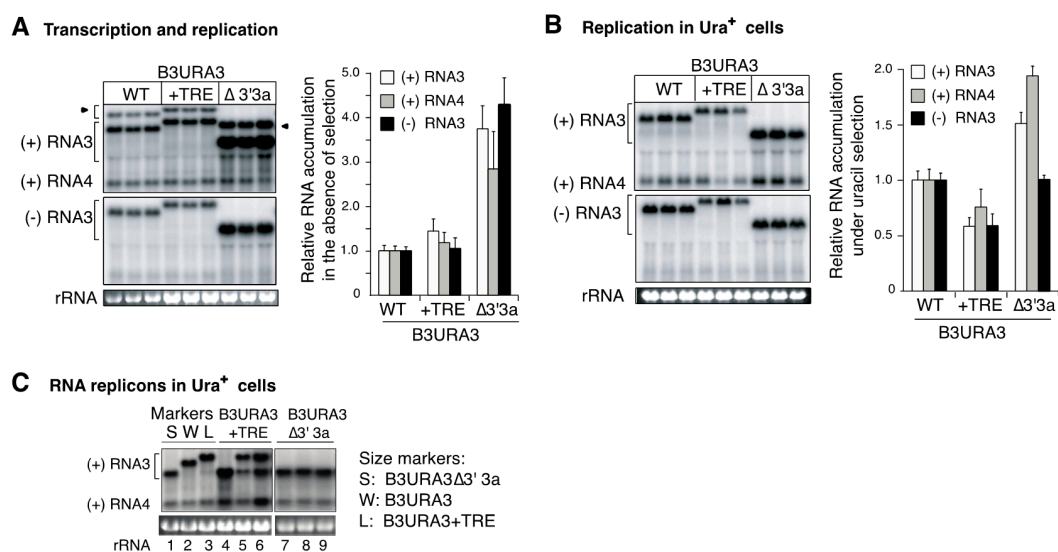 A Transcription and replication
B3URA3
WT +TRE Δ 3'3a
(+) RNA3
(+) RNA4
(-) RNA3
rRNA
Relative RNA accumulation
in the absence of selection
5.0
4.0
3.0
2.0
1.0
0
(+) RNA3
(+) RNA4
(-) RNA3
WT +TRE Δ3'3a
B3URA3
B Replication in Ura+ cells
B3URA3
WT +TRE Δ 3'3a
(+) RNA3
(+) RNA4
(-) RNA3
rRNA
Relative RNA accumulation
under uracil selection
2.0
1.5
1.0
0.5
0
(+) RNA3
(+) RNA4
(-) RNA3
WT +TRE Δ3'3a
B3URA3
C RNA replicons in Ura+ cells
Markers B3URA3 B3URA3
S W L +TRE Δ3' 3a
(+) RNA3
(+) RNA4
rRNA 1 2 3 4 5 6 7 8 9
Size markers:
S: B3URA3Δ3' 3a
W: B3URA3
L: B3URA3+TRE